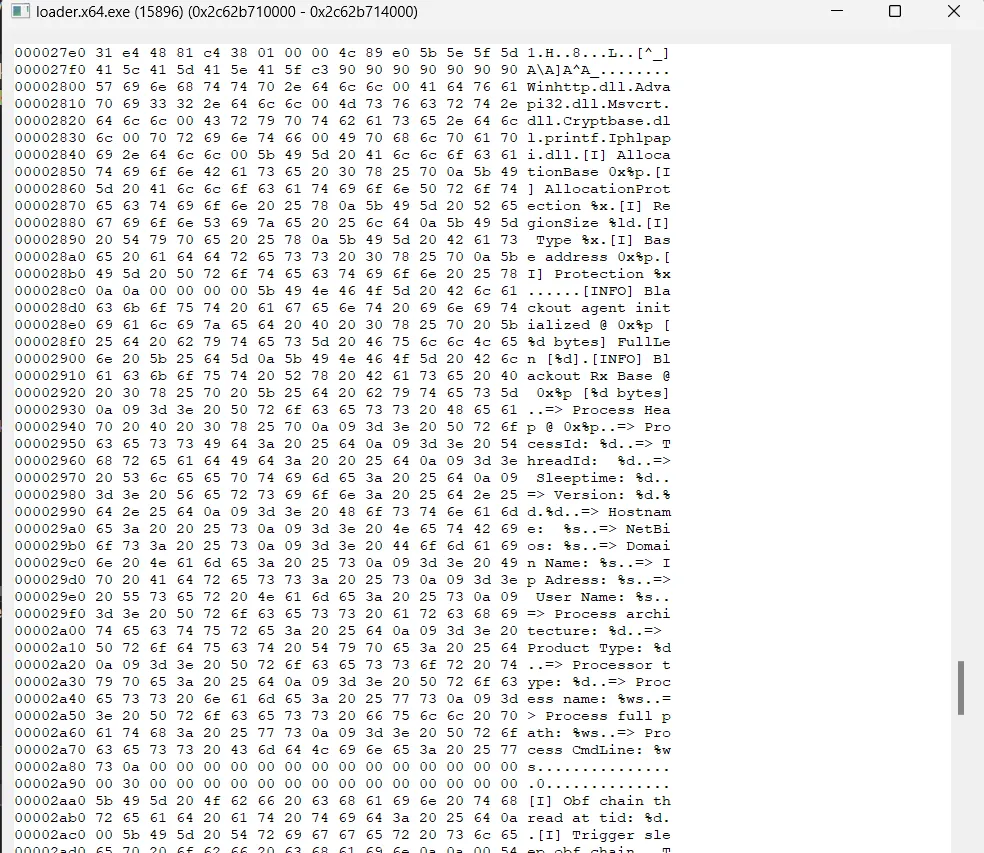 loader.x64.exe (15896) (0x2c62b710000 - 0x2c62b714000)
000027e0 31 e4 48 81 c4 38 01 00 00 4c 89 e0 5b 5e 5f 5d 1.H..8...L..[^_]
000027f0 41 5c 41 5d 41 5e 41 5f c3 90 90 90 90 90 90 90 A\A]A^A_........
00002800 57 69 6e 68 74 74 70 2e 64 6c 6c 00 41 64 76 61 Winhttp.dll.Adva
00002810 70 69 33 32 2e 64 6c 6c 00 4d 73 76 63 72 74 2e pi32.dll.Msvcrt.
00002820 64 6c 6c 00 43 72 79 70 74 62 61 73 65 2e 64 6c dll.Cryptbase.dl
00002830 6c 00 70 72 69 6e 74 66 00 49 70 68 6c 70 61 70 l.printf.Iphlpap
00002840 69 2e 64 6c 6c 00 5b 49 5d 20 41 6c 6c 6f 63 61 i.dll.[I] Alloca
00002850 74 69 6f 6e 42 61 73 65 20 30 78 25 70 0a 5b 49 tionBase 0x%p.[I
00002860 5d 20 41 6c 6c 6f 63 61 74 69 6f 6e 50 72 6f 74 ] AllocationProt
00002870 65 63 74 69 6f 6e 20 25 78 0a 5b 49 5d 20 52 65 ection %x.[I] Re
00002880 67 69 6f 6e 53 69 7a 65 20 25 6c 64 0a 5b 49 5d gionSize %ld.[I]
00002890 20 54 79 70 65 20 25 78 0a 5b 49 5d 20 42 61 73  Type %x.[I] Bas
000028a0 65 20 61 64 64 72 65 73 73 20 30 78 25 70 0a 5b e address 0x%p.[
000028b0 49 5d 20 50 72 6f 74 65 63 74 69 6f 6e 20 25 78 I] Protection %x
000028c0 0a 0a 00 00 00 00 5b 49 4e 46 4f 5d 20 42 6c 61 ......[INFO] Bla
000028d0 63 6b 6f 75 74 20 61 67 65 6e 74 20 69 6e 69 74 ckout agent init
000028e0 69 61 6c 69 7a 65 64 20 40 20 30 78 25 70 20 5b ialized @ 0x%p [
000028f0 25 64 20 62 79 74 65 73 5d 20 46 75 6c 6c 4c 65 %d bytes] FullLe
00002900 6e 20 5b 25 64 5d 0a 5b 49 4e 46 4f 5d 20 42 6c n [%d].[INFO] Bl
00002910 61 63 6b 6f 75 74 20 52 78 20 42 61 73 65 20 40 ackout Rx Base @
00002920 20 30 78 25 70 20 5b 25 64 20 62 79 74 65 73 5d  0x%p [%d bytes]
00002930 0a 09 3d 3e 20 50 72 6f 63 65 73 73 20 48 65 61 ..=> Process Hea
00002940 70 20 40 20 30 78 25 70 0a 09 3d 3e 20 50 72 6f p @ 0x%p..=> Pro
00002950 63 65 73 73 49 64 3a 20 25 64 0a 09 3d 3e 20 54 cessId: %d..=> T
00002960 68 72 65 61 64 49 64 3a 20 20 25 64 0a 09 3d 3e hreadId:  %d..=>
00002970 20 53 6c 65 65 70 74 69 6d 65 3a 20 25 64 0a 09  Sleeptime: %d..
00002980 3d 3e 20 56 65 72 73 69 6f 6e 3a 20 25 64 2e 25 => Version: %d.%
00002990 64 2e 25 64 0a 09 3d 3e 20 48 6f 73 74 6e 61 6d d.%d..=> Hostnam
000029a0 65 3a 20 20 25 73 0a 09 3d 3e 20 4e 65 74 42 69 e:  %s..=> NetBi
000029b0 6f 73 3a 20 25 73 0a 09 3d 3e 20 44 6f 6d 61 69 os: %s..=> Domai
000029c0 6e 20 4e 61 6d 65 3a 20 25 73 0a 09 3d 3e 20 49 n Name: %s..=> I
000029d0 70 20 41 64 72 65 73 73 3a 20 25 73 0a 09 3d 3e p Adress: %s..=>
000029e0 20 55 73 65 72 20 4e 61 6d 65 3a 20 25 73 0a 09  User Name: %s..
000029f0 3d 3e 20 50 72 6f 63 65 73 73 20 61 72 63 68 69 => Process archi
00002a00 74 65 63 74 75 72 65 3a 20 25 64 0a 09 3d 3e 20 tecture: %d..=>
00002a10 50 72 6f 64 75 63 74 20 54 79 70 65 3a 20 25 64 Product Type: %d
00002a20 0a 09 3d 3e 20 50 72 6f 63 65 73 73 6f 72 20 74 ..=> Processor t
00002a30 79 70 65 3a 20 25 64 0a 09 3d 3e 20 50 72 6f 63 ype: %d..=> Proc
00002a40 65 73 73 20 6e 61 6d 65 3a 20 25 77 73 0a 09 3d ess name: %ws..=
00002a50 3e 20 50 72 6f 63 65 73 73 20 66 75 6c 6c 20 70 > Process full p
00002a60 61 74 68 3a 20 25 77 73 0a 09 3d 3e 20 50 72 6f ath: %ws..=> Pro
00002a70 63 65 73 73 20 43 6d 64 4c 69 6e 65 3a 20 25 77 cess CmdLine: %w
00002a80 73 0a 00 00 00 00 00 00 00 00 00 00 00 00 00 00 s...............
00002a90 00 30 00 00 00 00 00 00 00 00 00 00 00 00 00 00 .0..............
00002aa0 5b 49 5d 20 4f 62 66 20 63 68 61 69 6e 20 74 68 [I] Obf chain th
00002ab0 72 65 61 64 20 61 74 20 74 69 64 3a 20 25 64 0a read at tid: %d.
00002ac0 00 5b 49 5d 20 54 72 69 67 67 65 72 20 73 6c 65 .[I] Trigger sle
00002ad0 65 70 20 6f 62 66 20 63 68 61 69 6e 0a 0a 00 54 ep obf chain...T